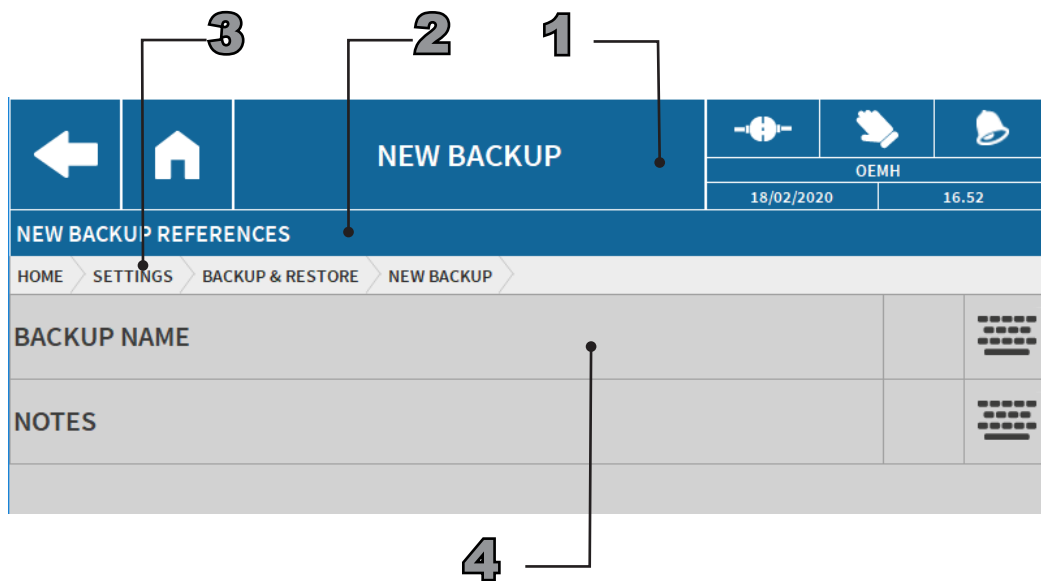 3 2 1
NEW BACKUP
OEMH
18/02/2020 16.52
NEW BACKUP REFERENCES
HOME SETTINGS BACKUP & RESTORE NEW BACKUP
BACKUP NAME
NOTES
4